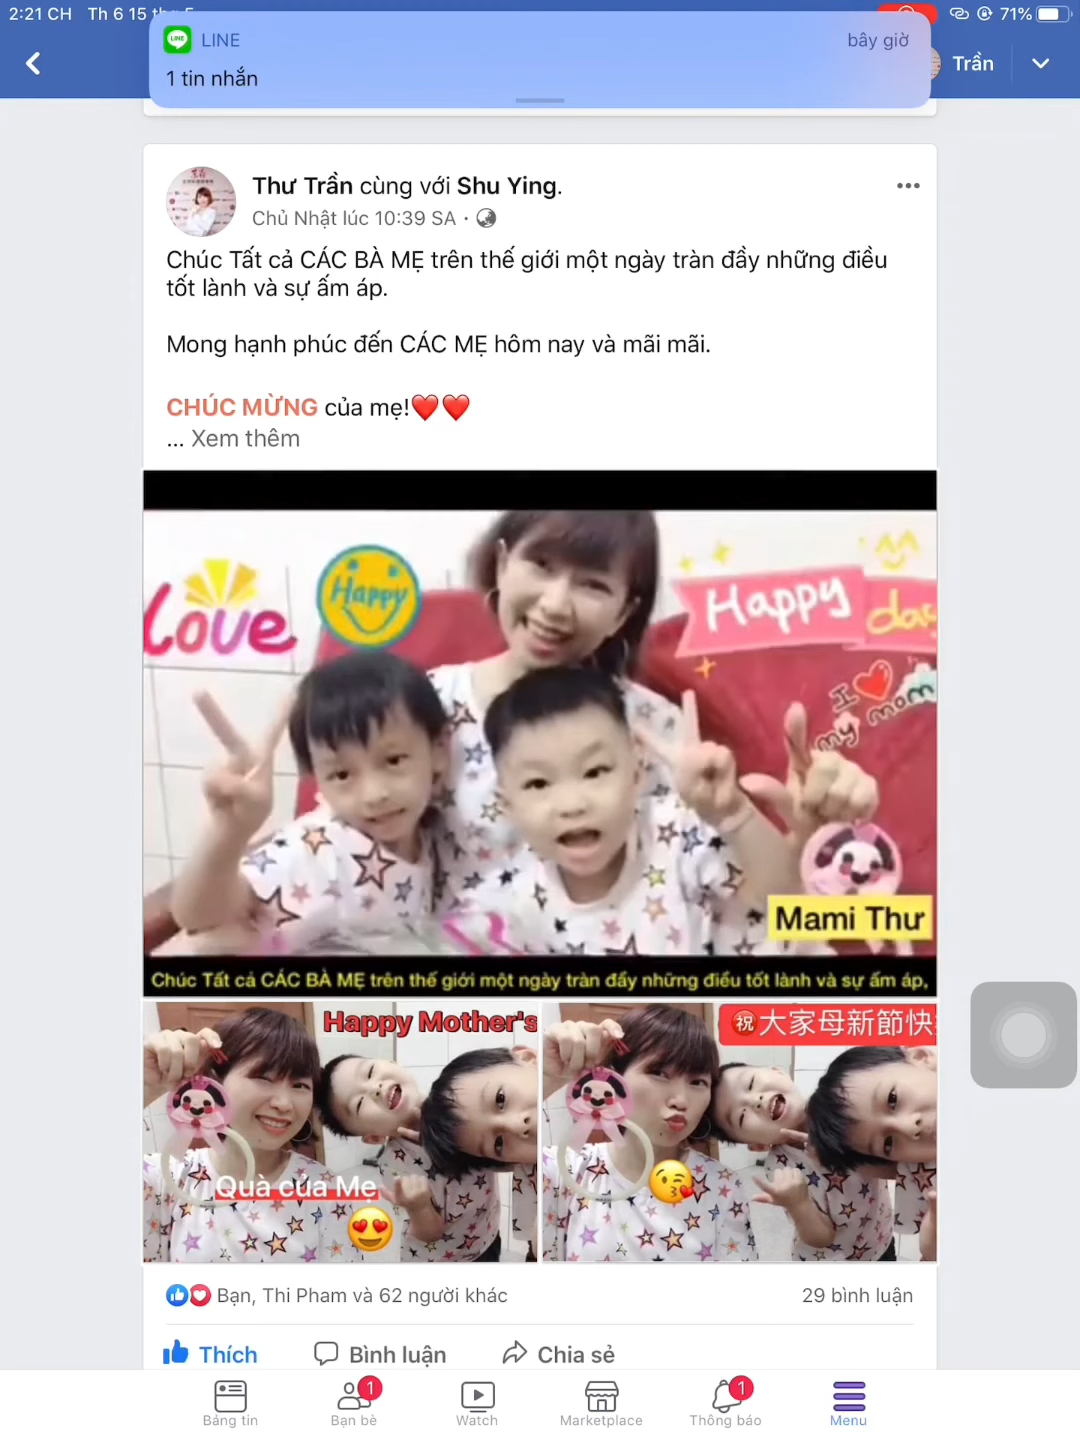 2:21 CH Th 6 15
71%
LINE
LINE
bây giờ
1 tin nhắn
Trần
Thư Trần cùng với Shu Ying.
Chủ Nhật lúc 10:39 SA ·
Chúc Tất cả CÁC BÀ MẸ trên thế giới một ngày tràn đầy những điều
tốt lành và sự ấm áp.
Mong hạnh phúc đến CÁC MẸ hôm nay và mãi mãi.
CHÚC MỪNG của mẹ!❤️❤️
... Xem thêm
Love
Happy
Happy day
I
my mom
Mami Thư
Chúc Tất cả CÁC BÀ MẸ trên thế giới một ngày tràn đầy những điều tốt lành và sự ấm áp,
Happy Mother's
Quà của Mẹ
㊗️大家母新節快
Bạn, Thi Pham và 62 người khác
29 bình luận
Thích
Bình luận
Chia sẻ
1
1
Bảng tin
Bạn bè
Watch
Marketplace
Thông báo
Menu